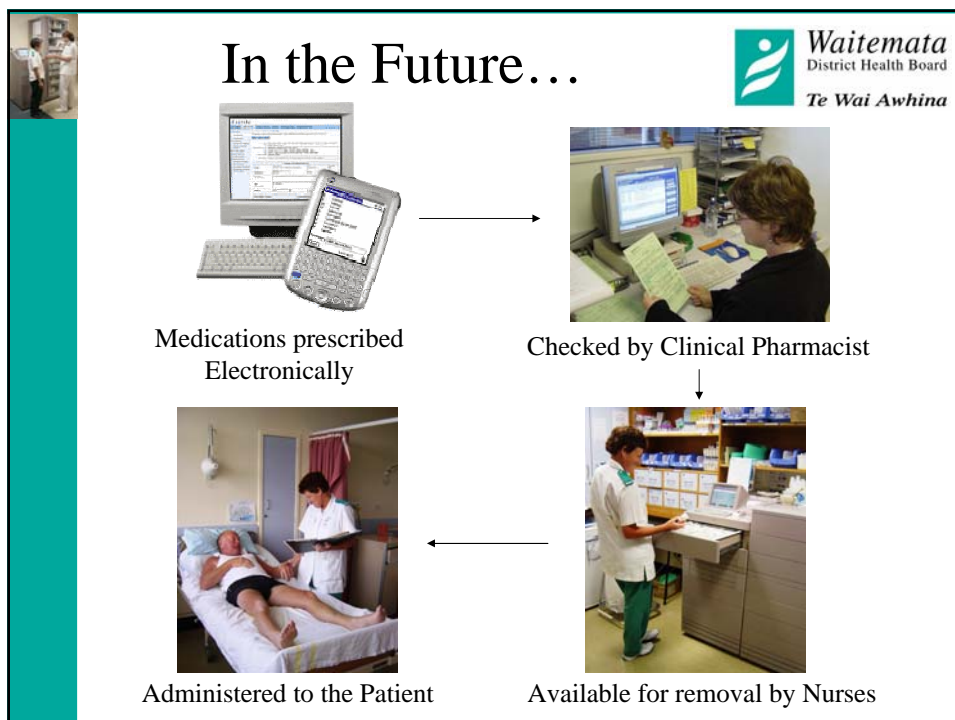 In the Future…
Waitemata
District Health Board
Te Wai Awhina
Medications prescribed
Electronically
Checked by Clinical Pharmacist
Administered to the Patient
Available for removal by Nurses